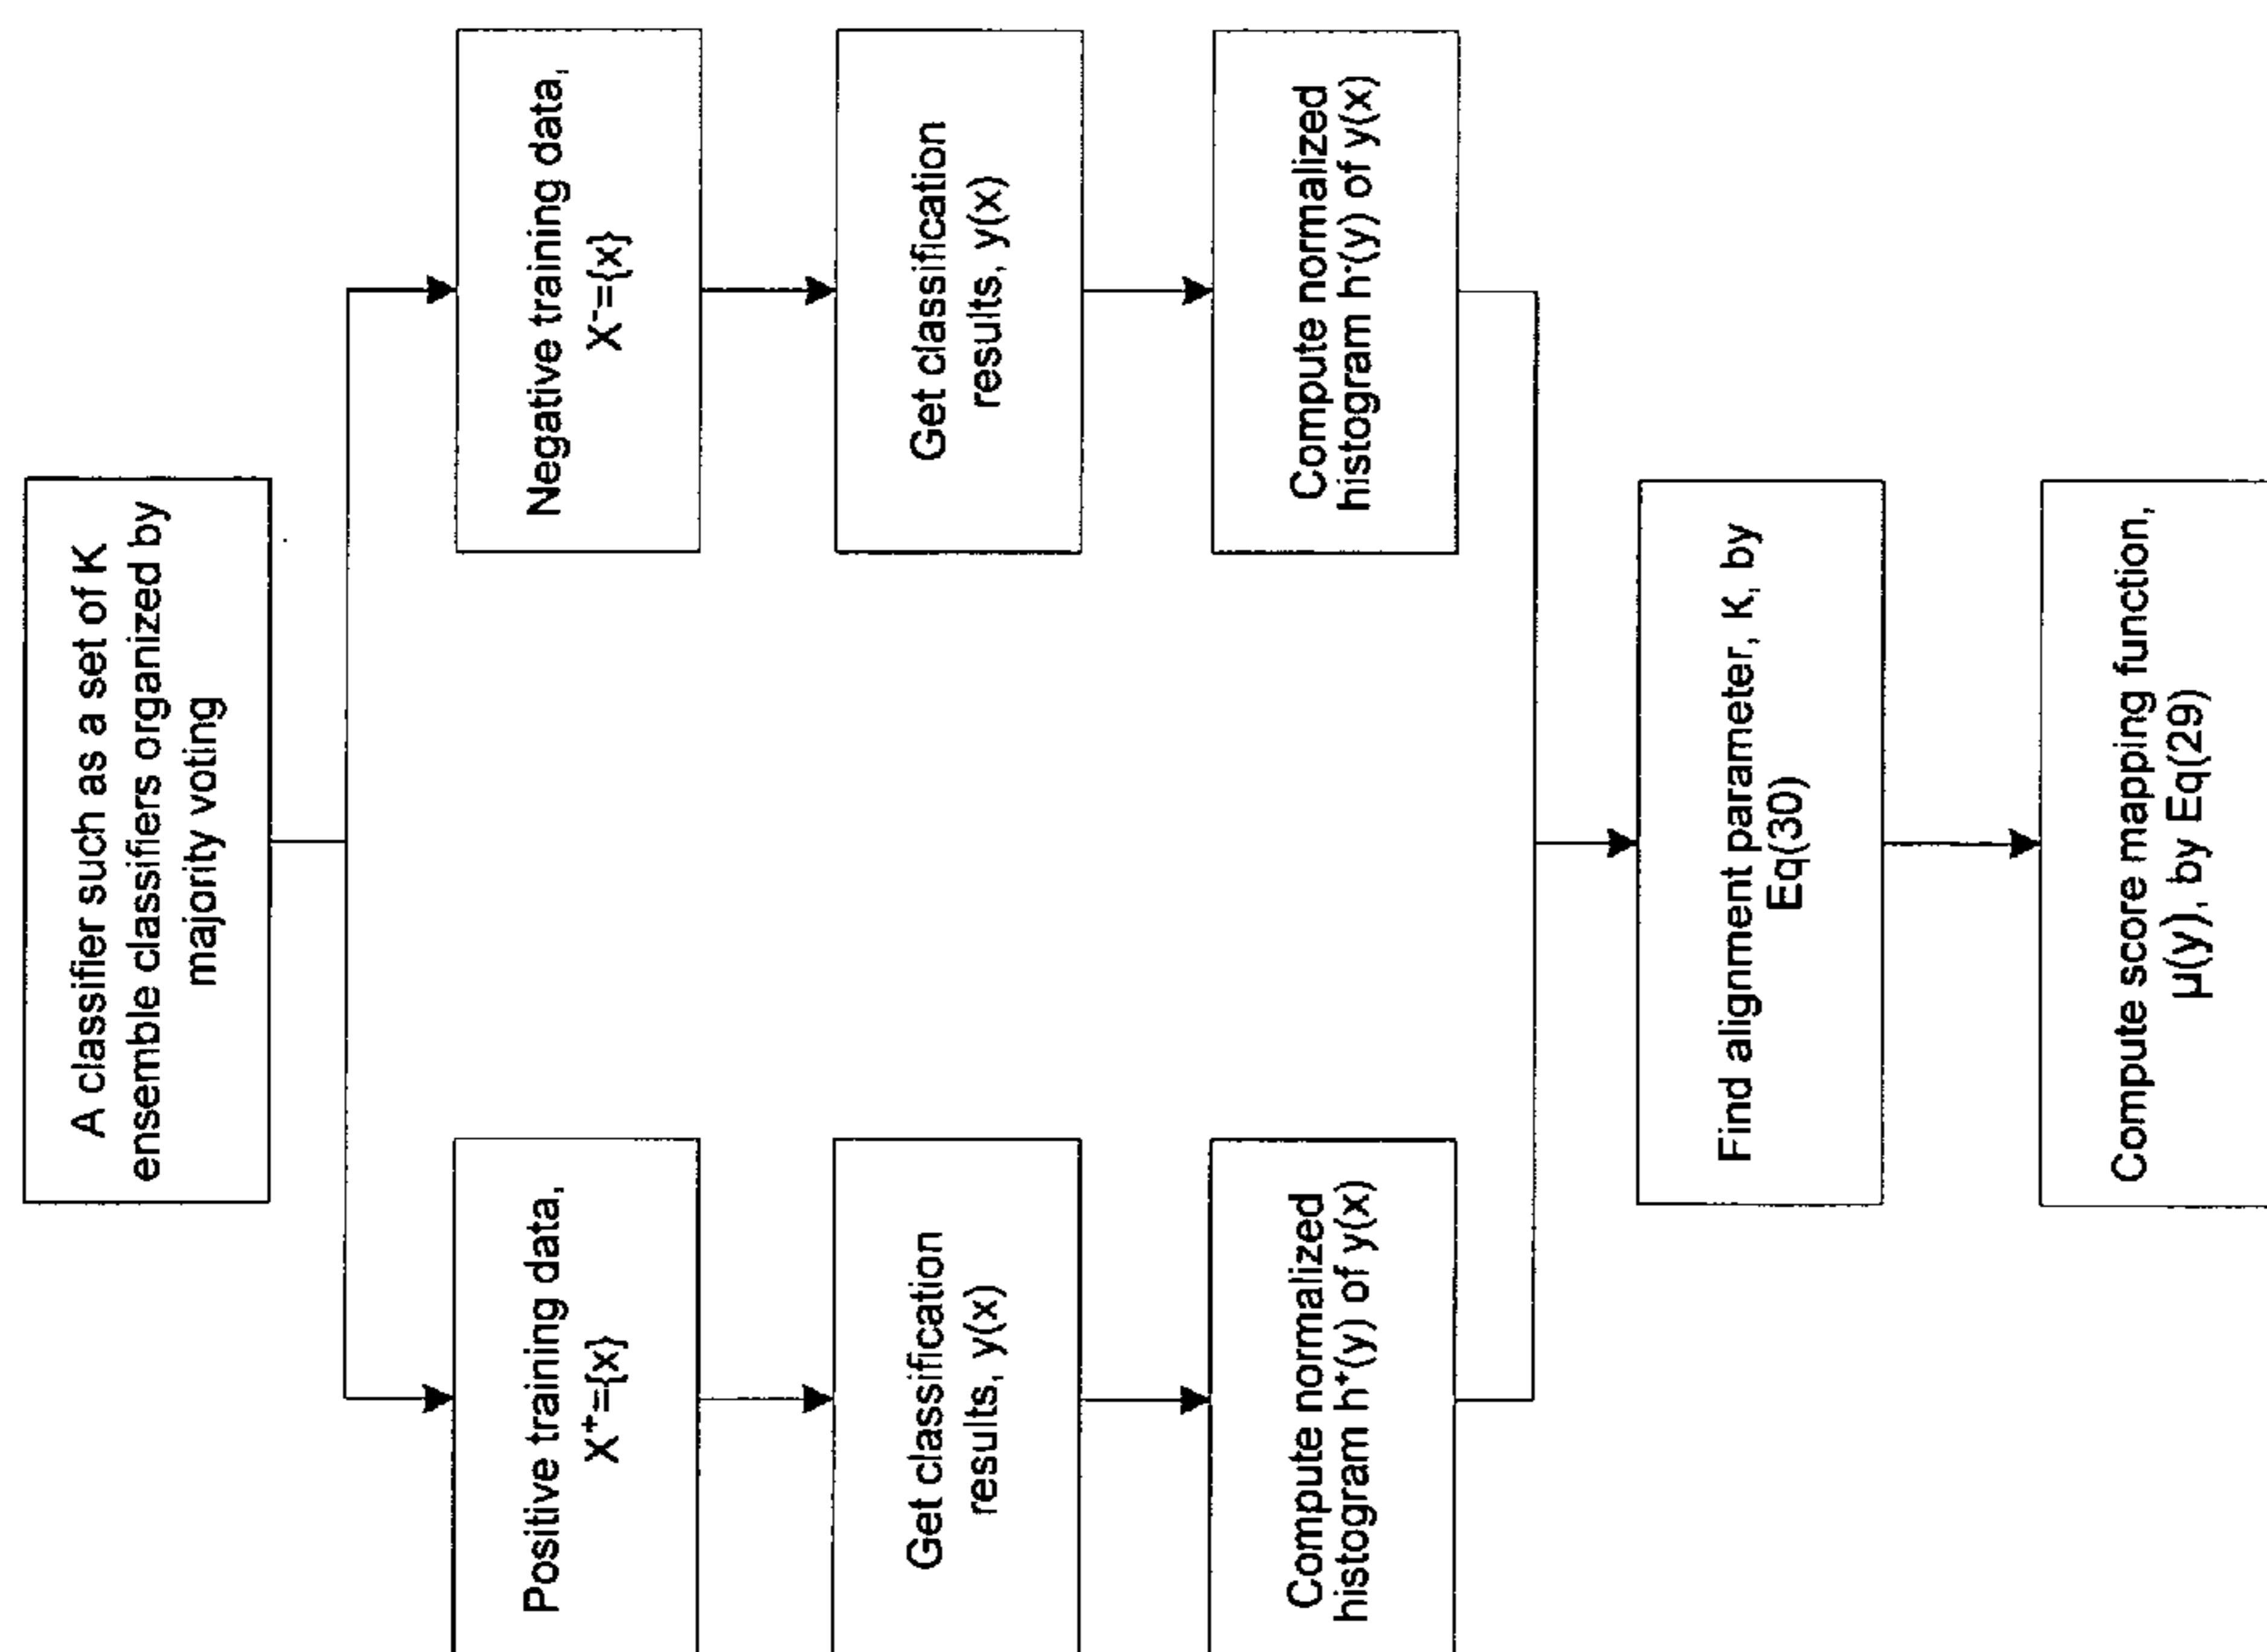 A classifier such as a set of K
ensemble classifiers organized by
majority voting
Positive training data,
X⁺={x}
Get classification
results, y(x)
Compute normalized
histogram h⁺(y) of y(x)
Negative training data,
X⁻={x}
Get classification
results, y(x)
Compute normalized
histogram h⁻(y) of y(x)
Find alignment parameter, K, by
Eq(30)
Compute score mapping function,
μ(y), by Eq(29)